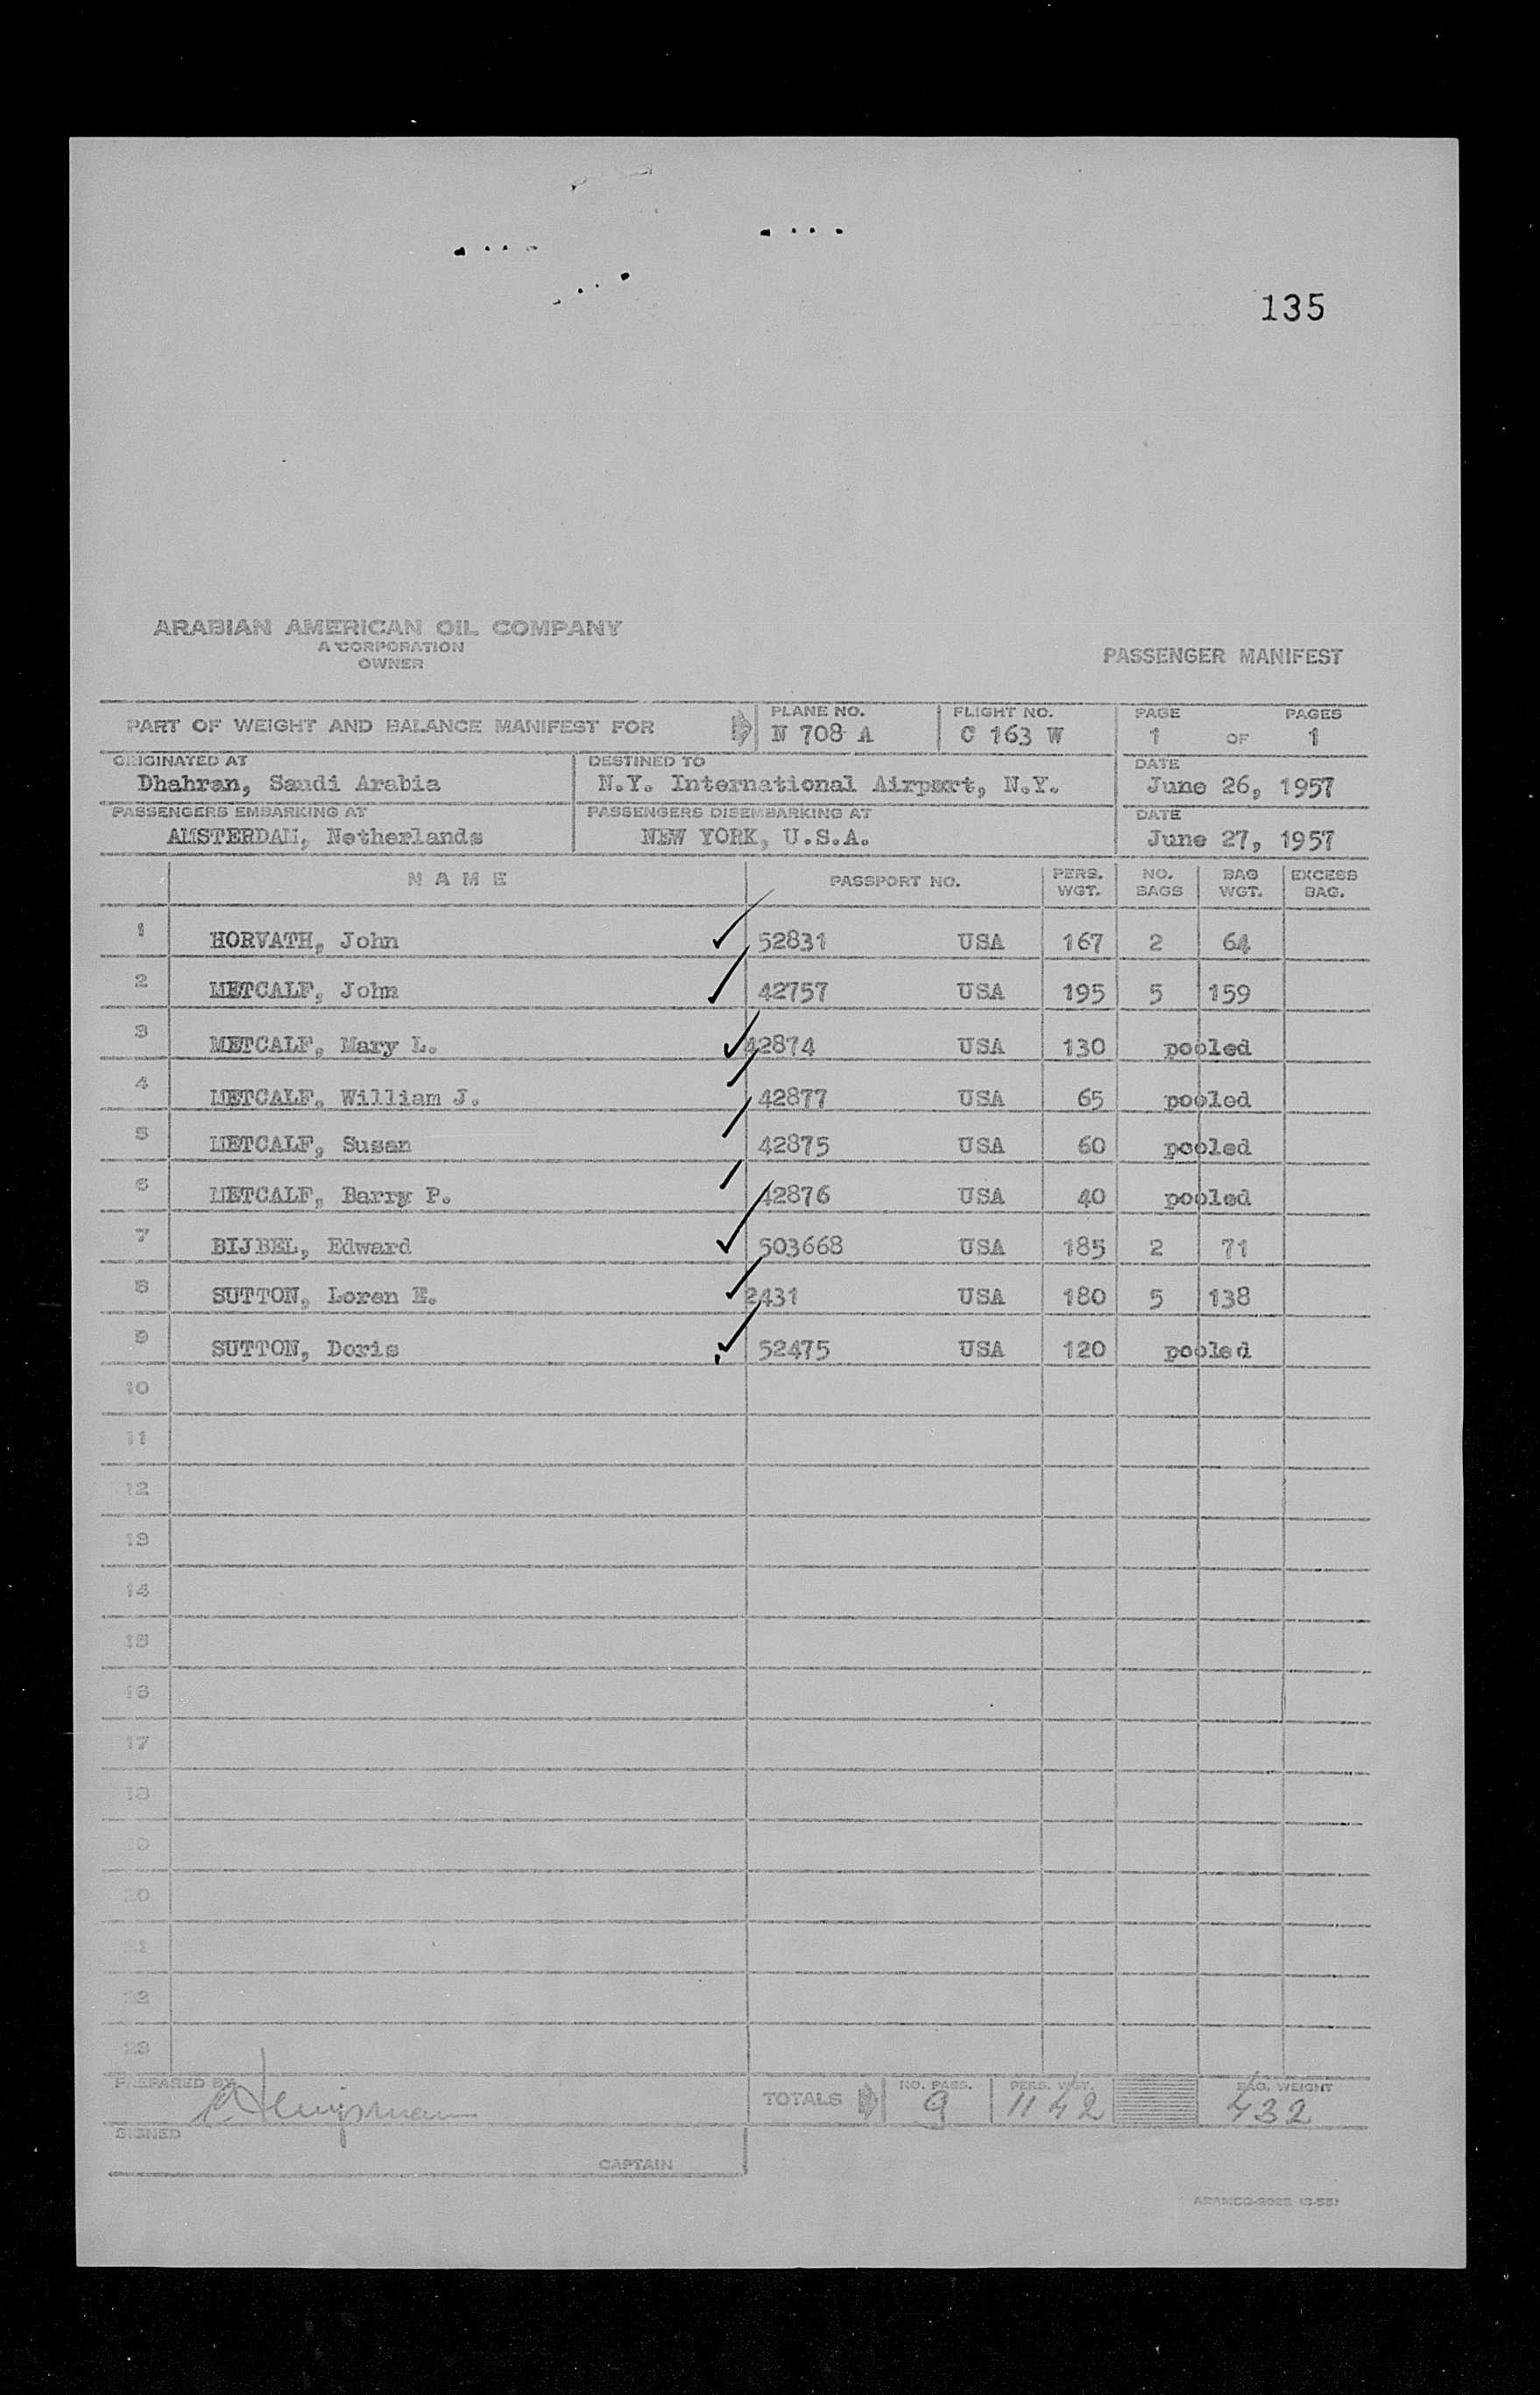 135
ARABIAN AMERICAN OIL COMPANY
A CORPORATION
OWNER
PASSENGER MANIFEST
PART OF WEIGHT AND BALANCE MANIFEST FOR
PLANE NO.
N 708 A
FLIGHT NO.
C 163 W
PAGE PAGES
1 OF 1
ORIGINATED AT
Dhahran, Saudi Arabia
DESTINED TO
N.Y. International Airport, N.Y.
DATE
June 26, 1957
PASSENGERS EMBARKING AT
AMSTERDAM, Netherlands
PASSENGERS DISEMBARKING AT
NEW YORK, U.S.A.
DATE
June 27, 1957
NAME PASSPORT NO. PERS. WGT. NO. BAGS BAG WGT. EXCESS BAG.
1 HORVATH, John 52831 USA 167 2 64
2 METCALF, John 42757 USA 195 5 159
3 METCALF, Mary L. 42874 USA 130 pooled
4 METCALF, William J. 42877 USA 65 pooled
5 METCALF, Susan 42875 USA 60 pooled
6 METCALF, Barry P. 42876 USA 40 pooled
7 BIJBEL, Edward 503668 USA 185 2 71
8 SUTTON, Loren E. 2431 USA 180 5 138
9 SUTTON, Doris 52475 USA 120 pooled
10
11
12
13
14
15
16
17
18
19
20
21
22
23
PREPARED BY
TOTALS
NO. PASS.
9
PERS. WGT.
1142
BAG. WEIGHT
432
SIGNED
CAPTAIN